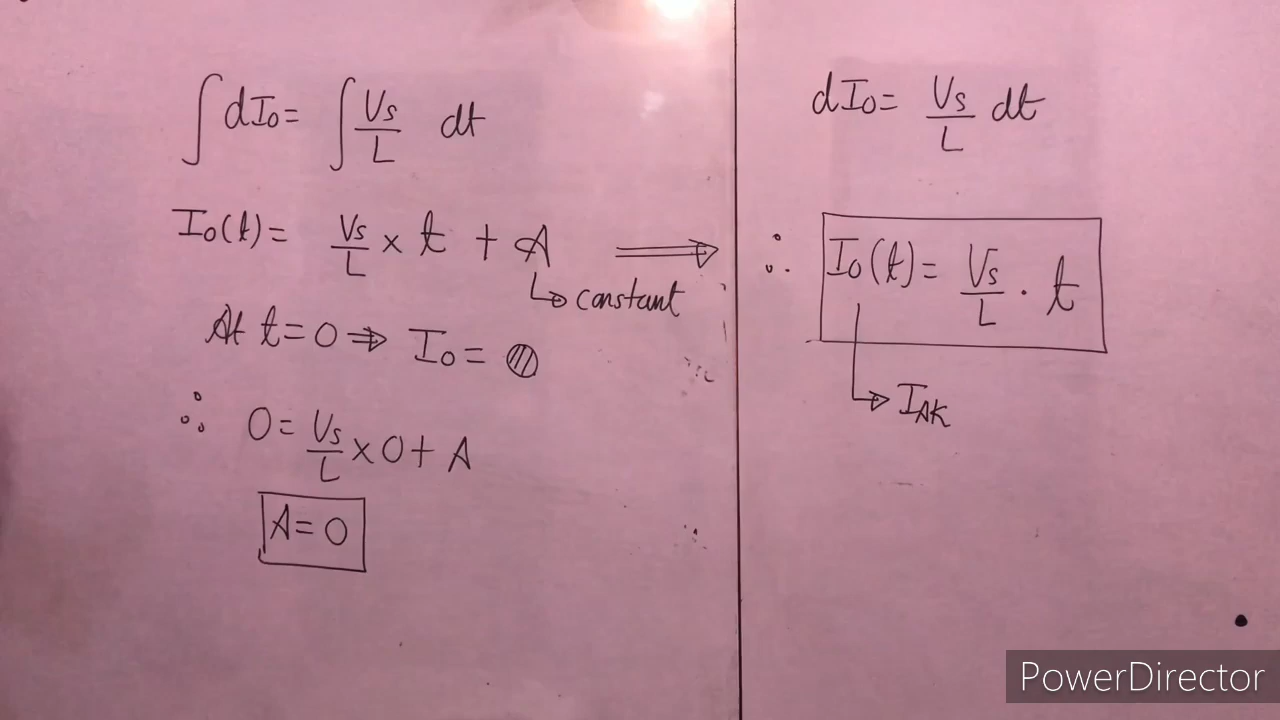 ∫ dI₀ = ∫ Vs/L dt
I₀(t) = Vs/L × t + A ⟹
↳ constant
At t = 0 ⇒ I₀ = 0
∴ 0 = Vs/L × 0 + A
A = 0
dI₀ = Vs/L dt
∴ I₀(t) = Vs/L · t
↳ I_AK
PowerDirector